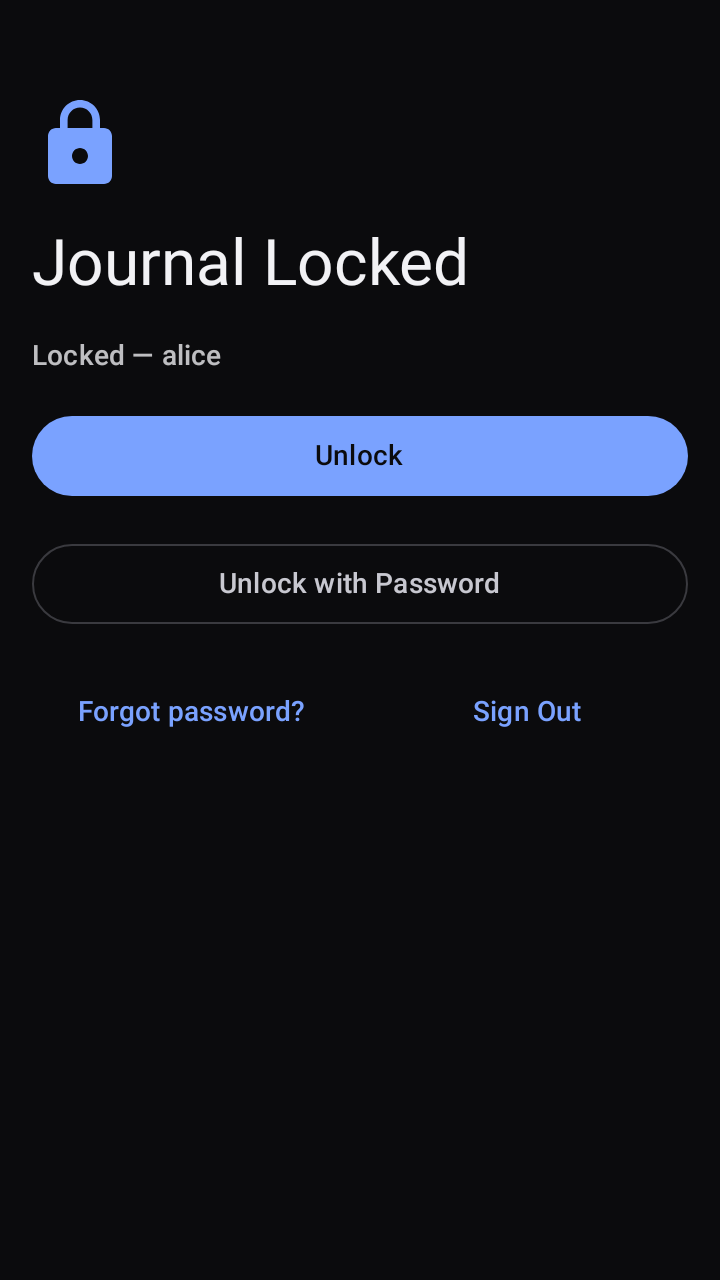 Journal Locked
Locked — alice
Unlock
Unlock with Password
Forgot password? Sign Out